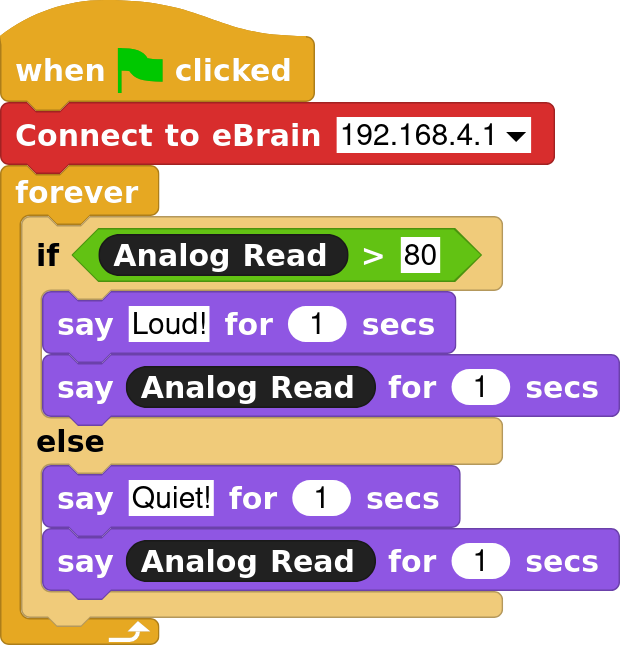 when clicked
Connect to eBrain 192.168.4.1
forever
if Analog Read > 80
say Loud! for 1 secs
say Analog Read for 1 secs
else
say Quiet! for 1 secs
say Analog Read for 1 secs